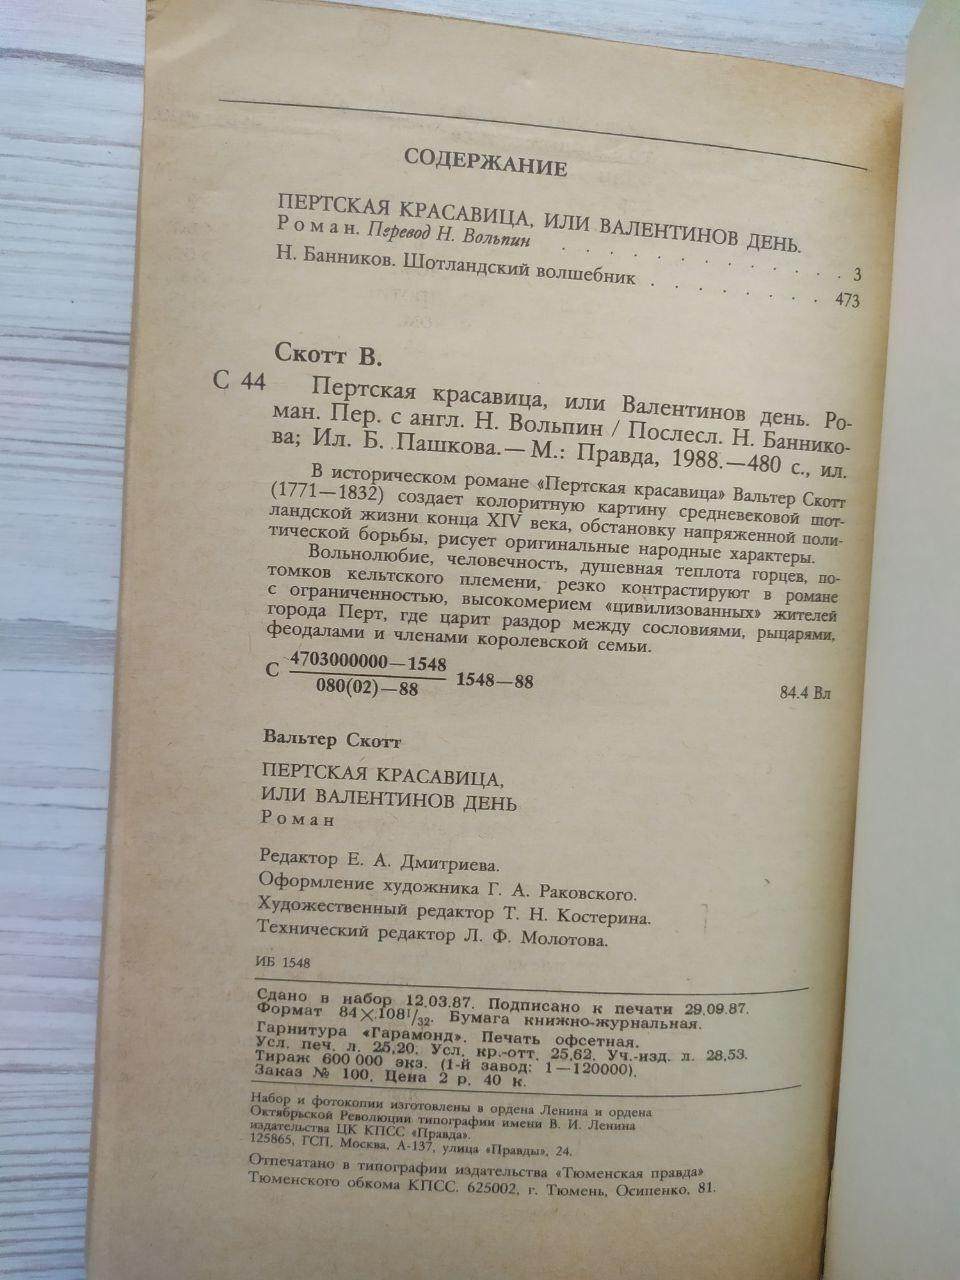 СОДЕРЖАНИЕ
ПЕРТСКАЯ КРАСАВИЦА, ИЛИ ВАЛЕНТИНОВ ДЕНЬ.
Роман. Перевод Н. Вольпин . . . . . . . . . . . . . 3
Н. Банников. Шотландский волшебник . . . . . . . . 473
Скотт В.
С 44 Пертская красавица, или Валентинов день. Ро-
ман. Пер. с англ. Н. Вольпин / Послесл. Н. Баннико-
ва; Ил. Б. Пашкова.— М.: Правда, 1988.—480 с., ил.
В историческом романе «Пертская красавица» Вальтер Скотт
(1771—1832) создает колоритную картину средневековой шот-
ландской жизни конца XIV века, обстановку напряженной поли-
тической борьбы, рисует оригинальные народные характеры.
Вольнолюбие, человечность, душевная теплота горцев, по-
томков кельтского племени, резко контрастируют в романе
с ограниченностью, высокомерием «цивилизованных» жителей
города Перт, где царит раздор между сословиями, рыцарями,
феодалами и членами королевской семьи.
С 4703000000—1548
080(02)—88 1548—88
84.4 Вл
Вальтер Скотт
ПЕРТСКАЯ КРАСАВИЦА,
ИЛИ ВАЛЕНТИНОВ ДЕНЬ
Роман
Редактор Е. А. Дмитриева.
Оформление художника Г. А. Раковского.
Художественный редактор Т. Н. Костерина.
Технический редактор Л. Ф. Молотова.
ИБ 1548
Сдано в набор 12.03.87. Подписано к печати 29.09.87.
Формат 84×108 1/32. Бумага книжно-журнальная.
Гарнитура «Гарамонд». Печать офсетная.
Усл. печ. л. 25,20. Усл. кр.-отт. 25,62. Уч.-изд. л. 28,53.
Тираж 600 000 экз. (1-й завод: 1—120000).
Заказ № 100. Цена 2 р. 40 к.
Набор и фотокопии изготовлены в ордена Ленина и ордена
Октябрьской Революции типографии имени В. И. Ленина
издательства ЦК КПСС «Правда».
125865, ГСП, Москва, А-137, улица «Правды», 24.
Отпечатано в типографии издательства «Тюменская правда»
Тюменского обкома КПСС. 625002, г. Тюмень, Осипенко, 81.